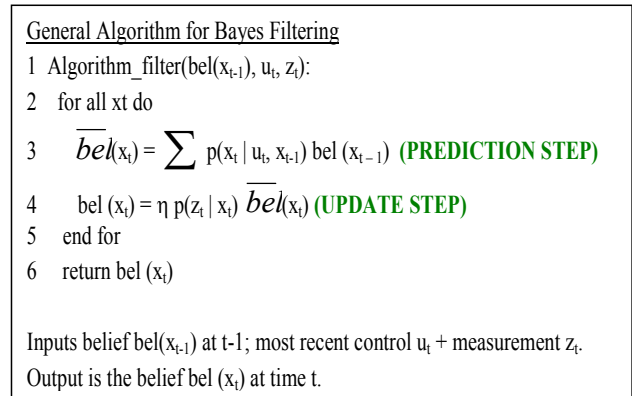 General Algorithm for Bayes Filtering
1 Algorithm_filter(bel(xₜ₋₁), uₜ, zₜ):
2 for all xt do
3 b̅e̅l̅(xₜ) = ∑ p(xₜ | uₜ, xₜ₋₁) bel (xₜ₋₁) (PREDICTION STEP)
4 bel (xₜ) = η p(zₜ | xₜ) b̅e̅l̅(xₜ) (UPDATE STEP)
5 end for
6 return bel (xₜ)
Inputs belief bel(xₜ₋₁) at t-1; most recent control uₜ + measurement zₜ.
Output is the belief bel (xₜ) at time t.